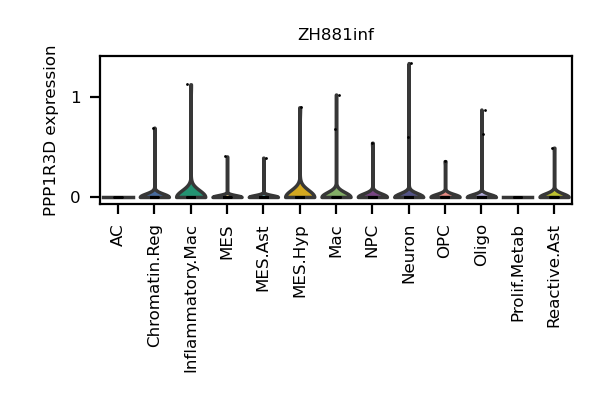 ZH881inf
PPP1R3D expression
1
0
AC
Chromatin.Reg
Inflammatory.Mac
MES
MES.Ast
MES.Hyp
Mac
NPC
Neuron
OPC
Oligo
Prolif.Metab
Reactive.Ast